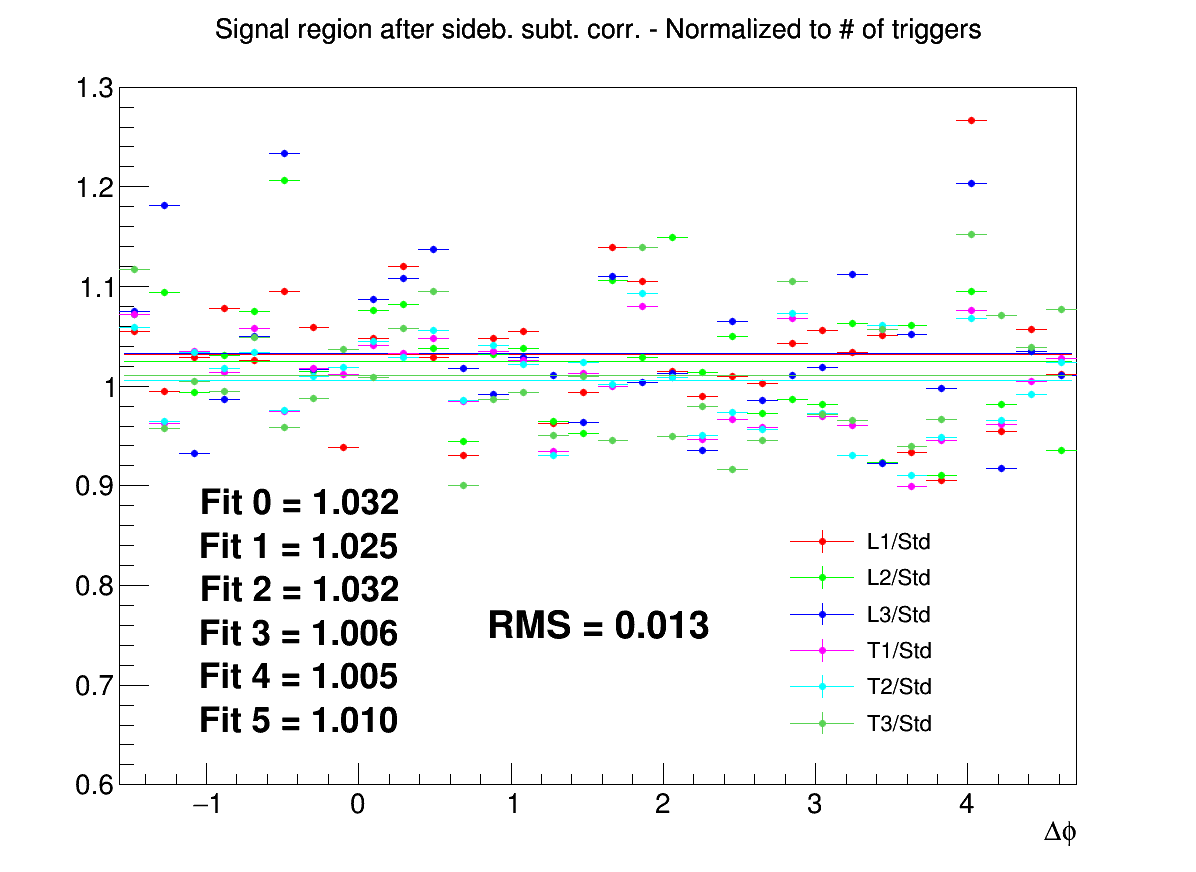 Signal region after sideb. subt. corr. - Normalized to # of triggers
1.3
1.2
1.1
1
0.9
0.8
0.7
0.6
Fit 0 = 1.032
Fit 1 = 1.025
Fit 2 = 1.032
Fit 3 = 1.006
Fit 4 = 1.005
Fit 5 = 1.010
RMS = 0.013
L1/Std
L2/Std
L3/Std
T1/Std
T2/Std
T3/Std
−1 0 1 2 3 4
Δϕ